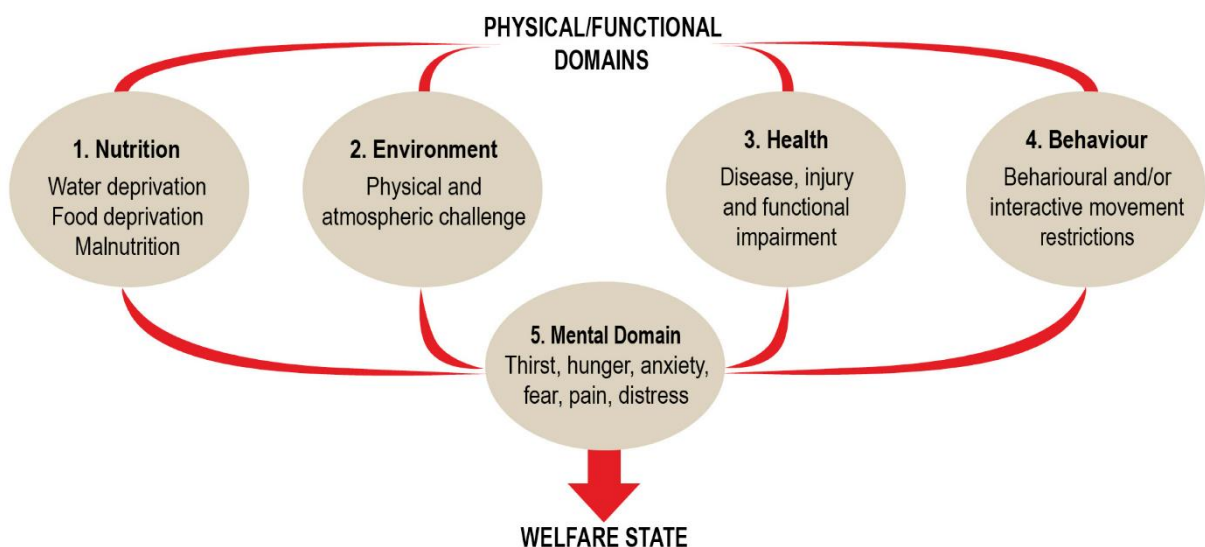 PHYSICAL/FUNCTIONAL
DOMAINS
1. Nutrition
Water deprivation
Food deprivation
Malnutrition
2. Environment
Physical and
atmospheric challenge
3. Health
Disease, injury
and functional
impairment
4. Behaviour
Beharioural and/or
interactive movement
restrictions
5. Mental Domain
Thirst, hunger, anxiety,
fear, pain, distress
WELFARE STATE